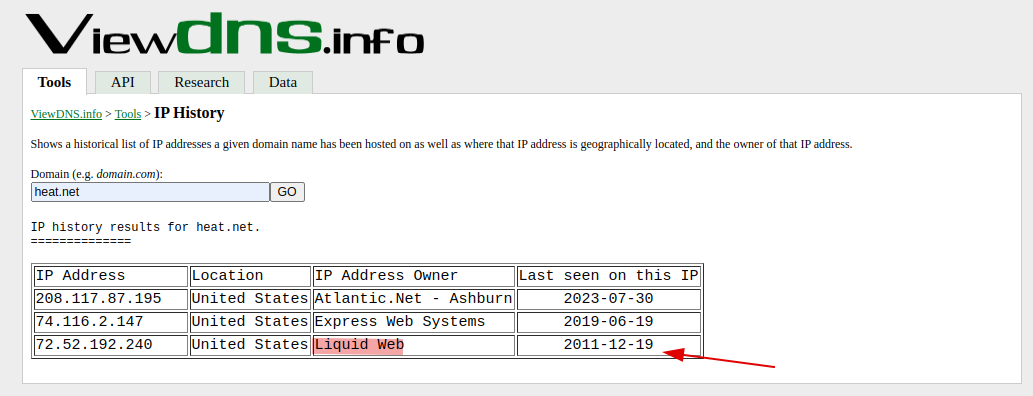 Viewdns.info
Tools API Research Data
ViewDNS.info > Tools > IP History
Shows a historical list of IP addresses a given domain name has been hosted on as well as where that IP address is geographically located, and the owner of that IP address.
Domain (e.g. domain.com):
heat.net GO
IP history results for heat.net.
==============
IP Address Location IP Address Owner Last seen on this IP
208.117.87.195 United States Atlantic.Net - Ashburn 2023-07-30
74.116.2.147 United States Express Web Systems 2019-06-19
72.52.192.240 United States Liquid Web 2011-12-19